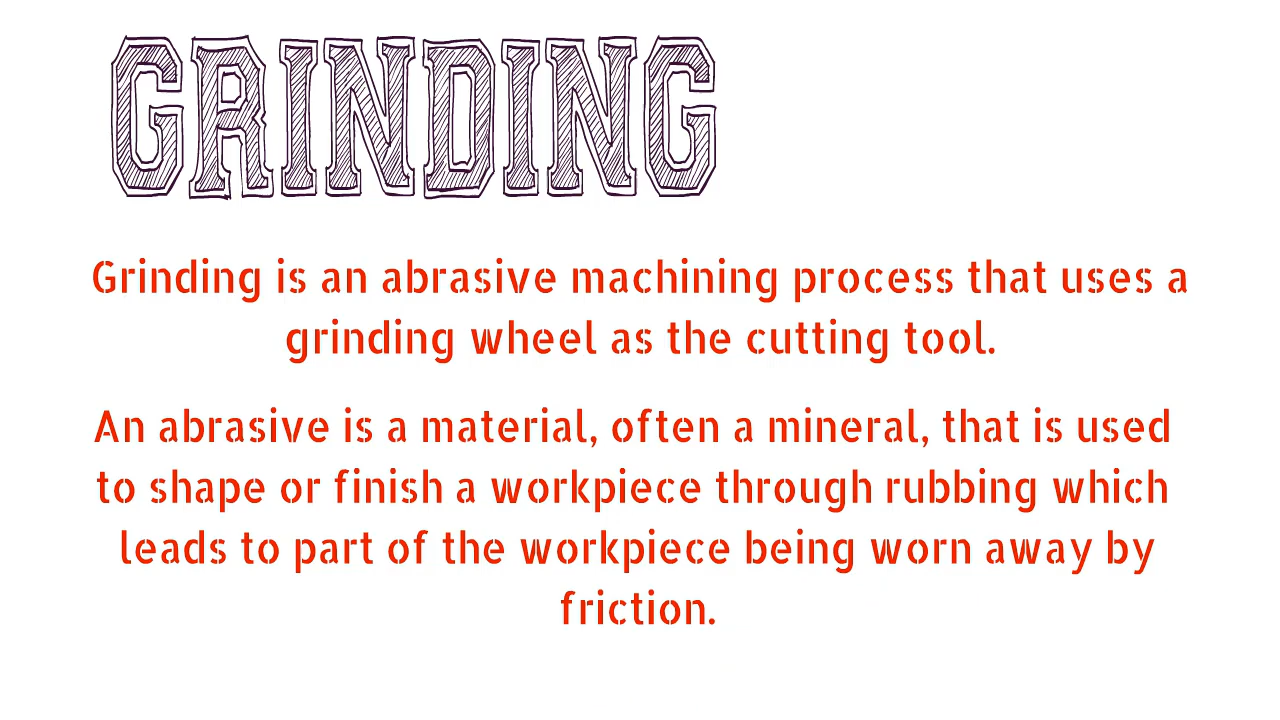 GRINDING
Grinding is an abrasive machining process that uses a
grinding wheel as the cutting tool.
An abrasive is a material, often a mineral, that is used
to shape or finish a workpiece through rubbing which
leads to part of the workpiece being worn away by
friction.